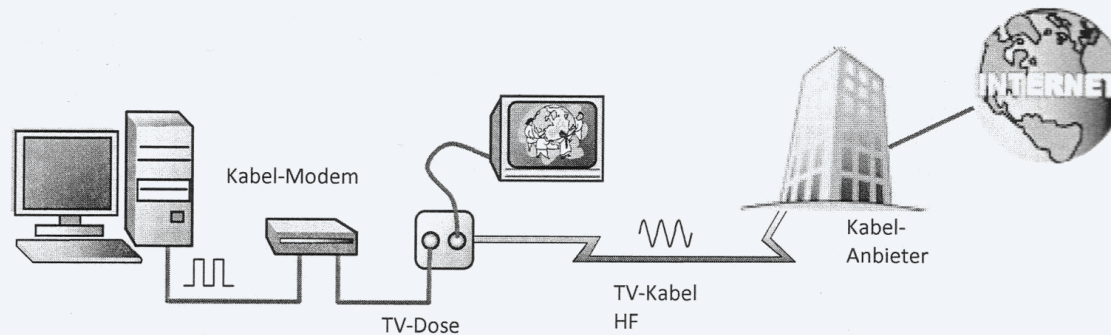 INTERNET
Kabel-Modem
Kabel-
Anbieter
TV-Kabel
HF
TV-Dose